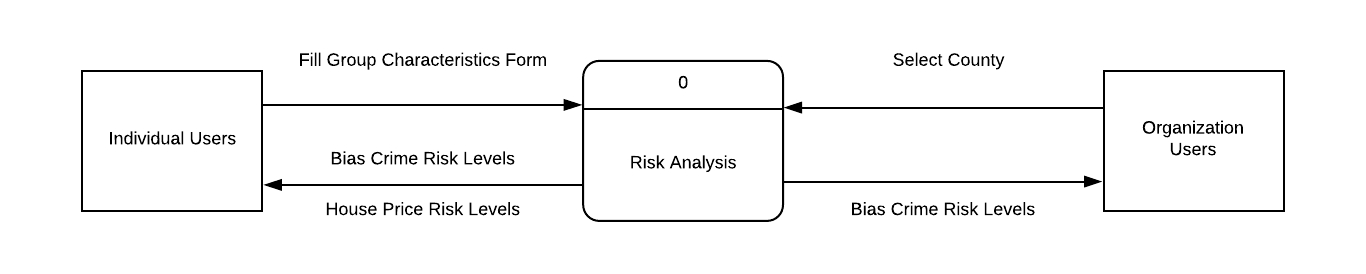 Fill Group Characteristics Form
Select County
0
Individual Users
Organization
Users
Bias Crime Risk Levels
Risk Analysis
House Price Risk Levels
Bias Crime Risk Levels